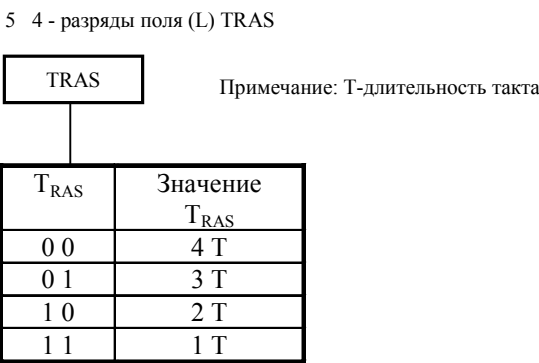 5 4 - разряды поля (L) TRAS
TRAS
Примечание: Т-длительность такта
TRAS Значение
TRAS
0 0 4 T
0 1 3 T
1 0 2 T
1 1 1 T